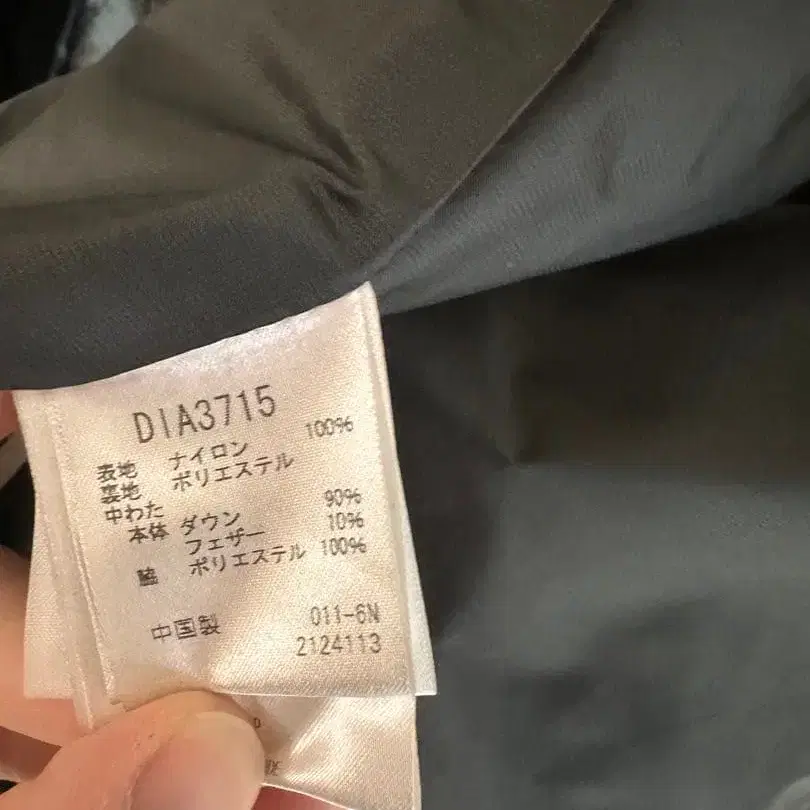 DIA3715
表地 ナイロン 100%
裏地 ポリエステル
中わた
本体 ダウン 90%
フェザー 10%
脇 ポリエステル 100%
中国製 011-6N
2124113